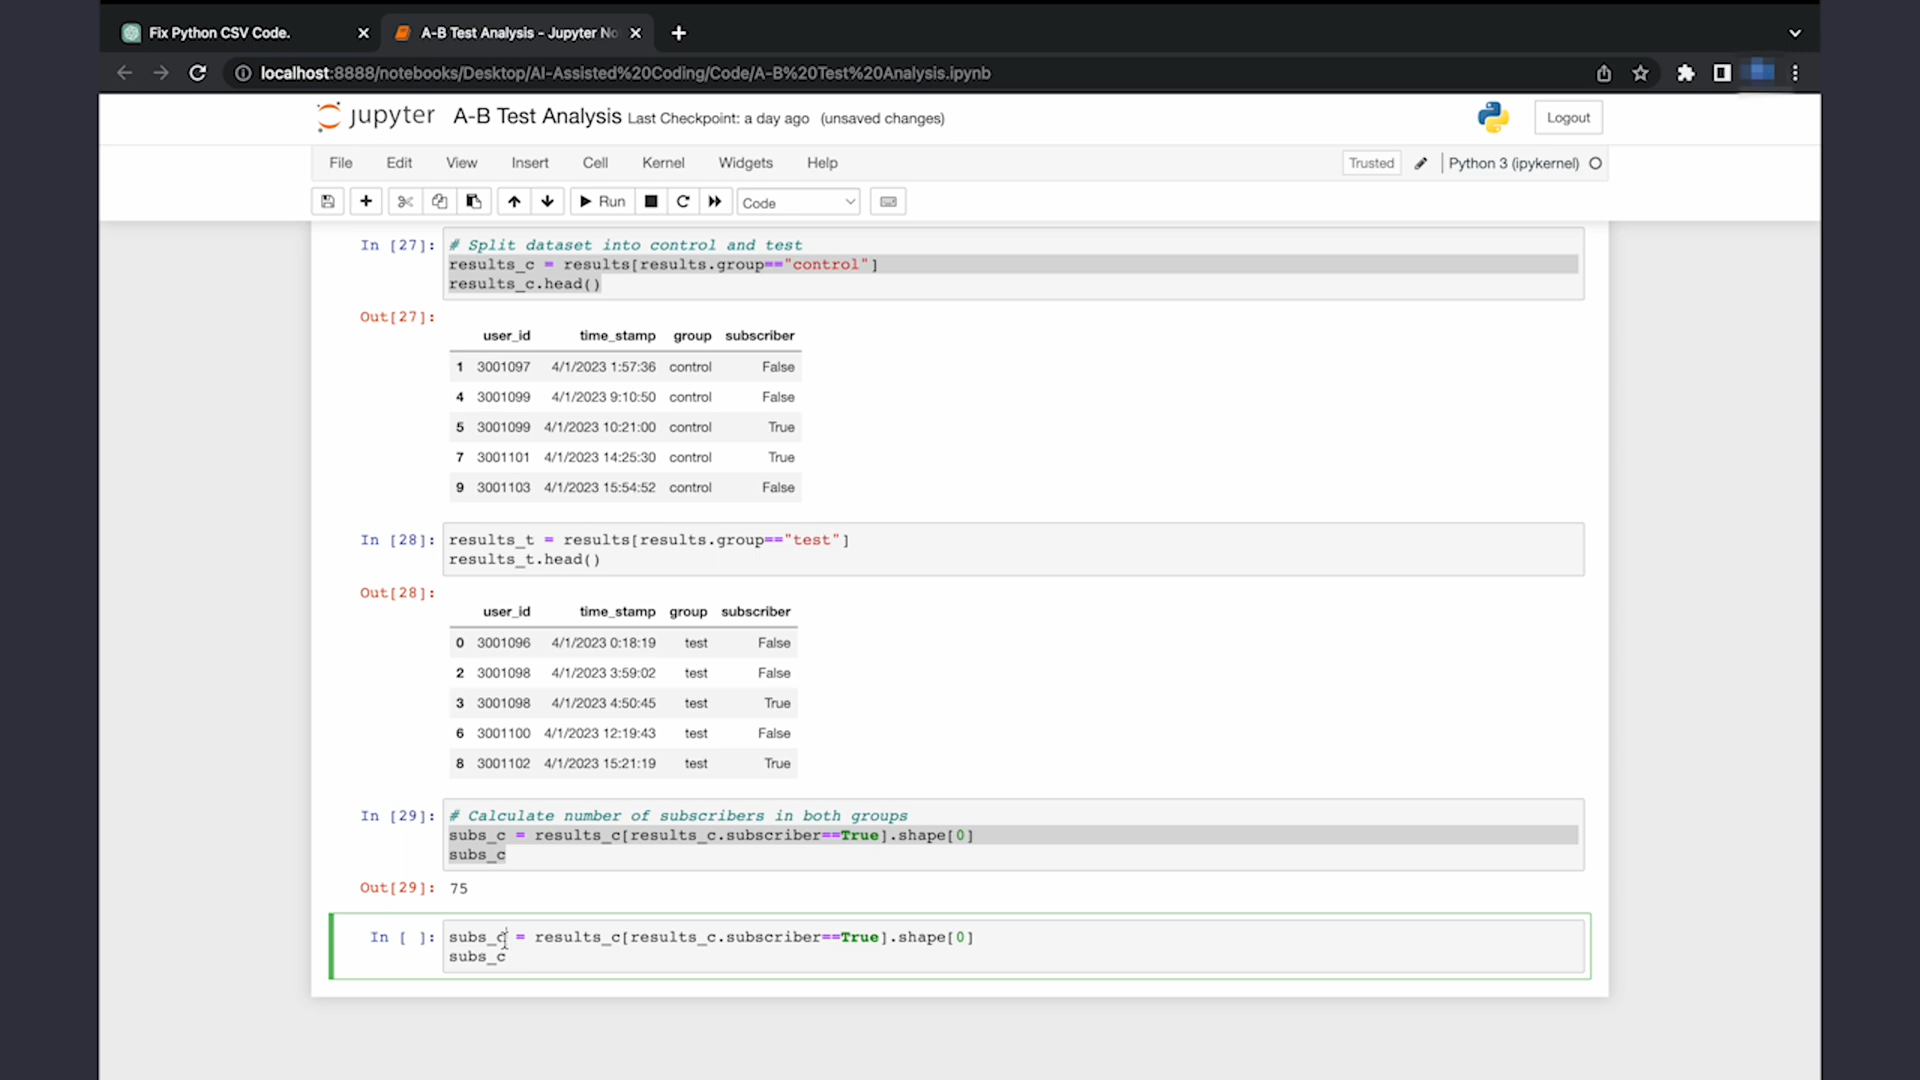 Fix Python CSV Code.
A-B Test Analysis - Jupyter No
localhost:8888/notebooks/Desktop/AI-Assisted%20Coding/Code/A-B%20Test%20Analysis.ipynb
jupyter A-B Test Analysis Last Checkpoint: a day ago (unsaved changes)
Logout
File Edit View Insert Cell Kernel Widgets Help
Trusted Python 3 (ipykernel)
Run Code
In [27]: # Split dataset into control and test
results_c = results[results.group=="control"]
results_c.head()
Out[27]:
user_id time_stamp group subscriber
1 3001097 4/1/2023 1:57:36 control False
4 3001099 4/1/2023 9:10:50 control False
5 3001099 4/1/2023 10:21:00 control True
7 3001101 4/1/2023 14:25:30 control True
9 3001103 4/1/2023 15:54:52 control False
In [28]: results_t = results[results.group=="test"]
results_t.head()
Out[28]:
user_id time_stamp group subscriber
0 3001096 4/1/2023 0:18:19 test False
2 3001098 4/1/2023 3:59:02 test False
3 3001098 4/1/2023 4:50:45 test True
6 3001100 4/1/2023 12:19:43 test False
8 3001102 4/1/2023 15:21:19 test True
In [29]: # Calculate number of subscribers in both groups
subs_c = results_c[results_c.subscriber==True].shape[0]
subs_c
Out[29]: 75
In [ ]: subs_c = results_c[results_c.subscriber==True].shape[0]
subs_c